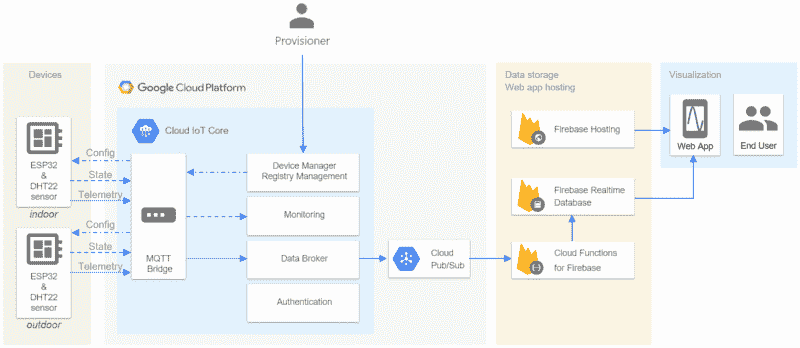 Provisioner
Devices
Google Cloud Platform
Data storage
Web app hosting
Visualization
Cloud IoT Core
ESP32
&
DHT22
sensor
indoor
Config
State
Telemetry
ESP32
&
DHT22
sensor
outdoor
Config
State
Telemetry
MQTT
Bridge
Device Manager
Registry Management
Monitoring
Data Broker
Authentication
Cloud
Pub/Sub
Firebase Hosting
Firebase Realtime
Database
Cloud Functions
for Firebase
Web App
End User